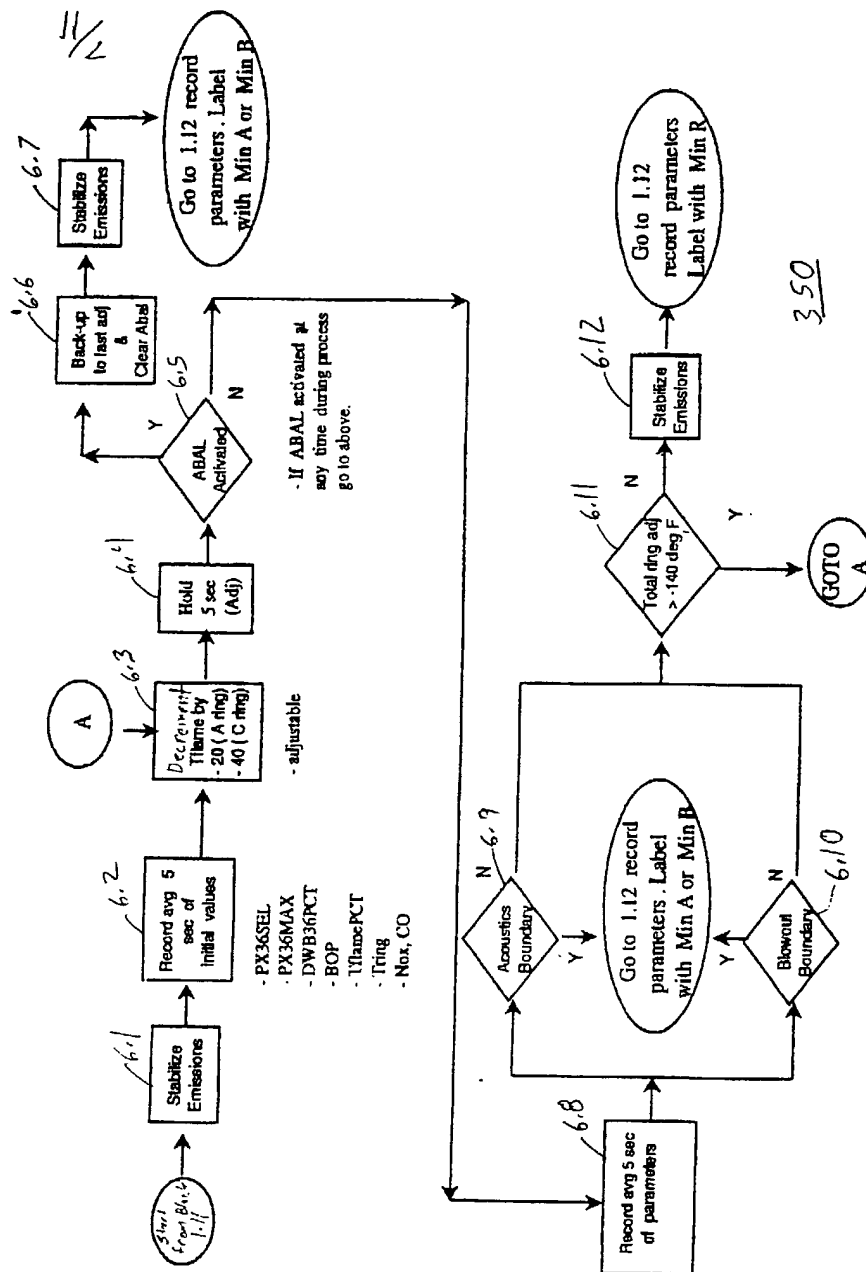 7/11
Start
from Block
1.11
6.1
Stabilize
Emissions
6.2
Record avg 5
sec of
initial values
- PX36SEL
- PX36MAX
- DWB36PCT
- BOP
- TflamePCT
- Tring
- Nox, CO
A
6.3
Decrement
Tflame by
- 20 ( A ring)
- 40 ( C ring)
- adjustable
6.4
Hold
5 sec
(Adj)
6.5
ABAL
Activated
Y
N
- If ABAL activated at
any time during process
go to above.
6.6
Back-up
to last adj
&
Clear Abal
6.7
Stabilize
Emissions
Go to 1.12 record
parameters . Label
with Min A or Min B
6.8
Record avg 5 sec
of parameters
6.9
Acoustics
Boundary
N
Y
Go to 1.12 record
parameters . Label
with Min A or Min B
Y
N
Blowout
Boundary
6.10
6.11
Total ring adj
> -140 deg, F
N
Y
GOTO
A
6.12
Stabilize
Emissions
Go to 1.12
record parameters
Label with Min R
350